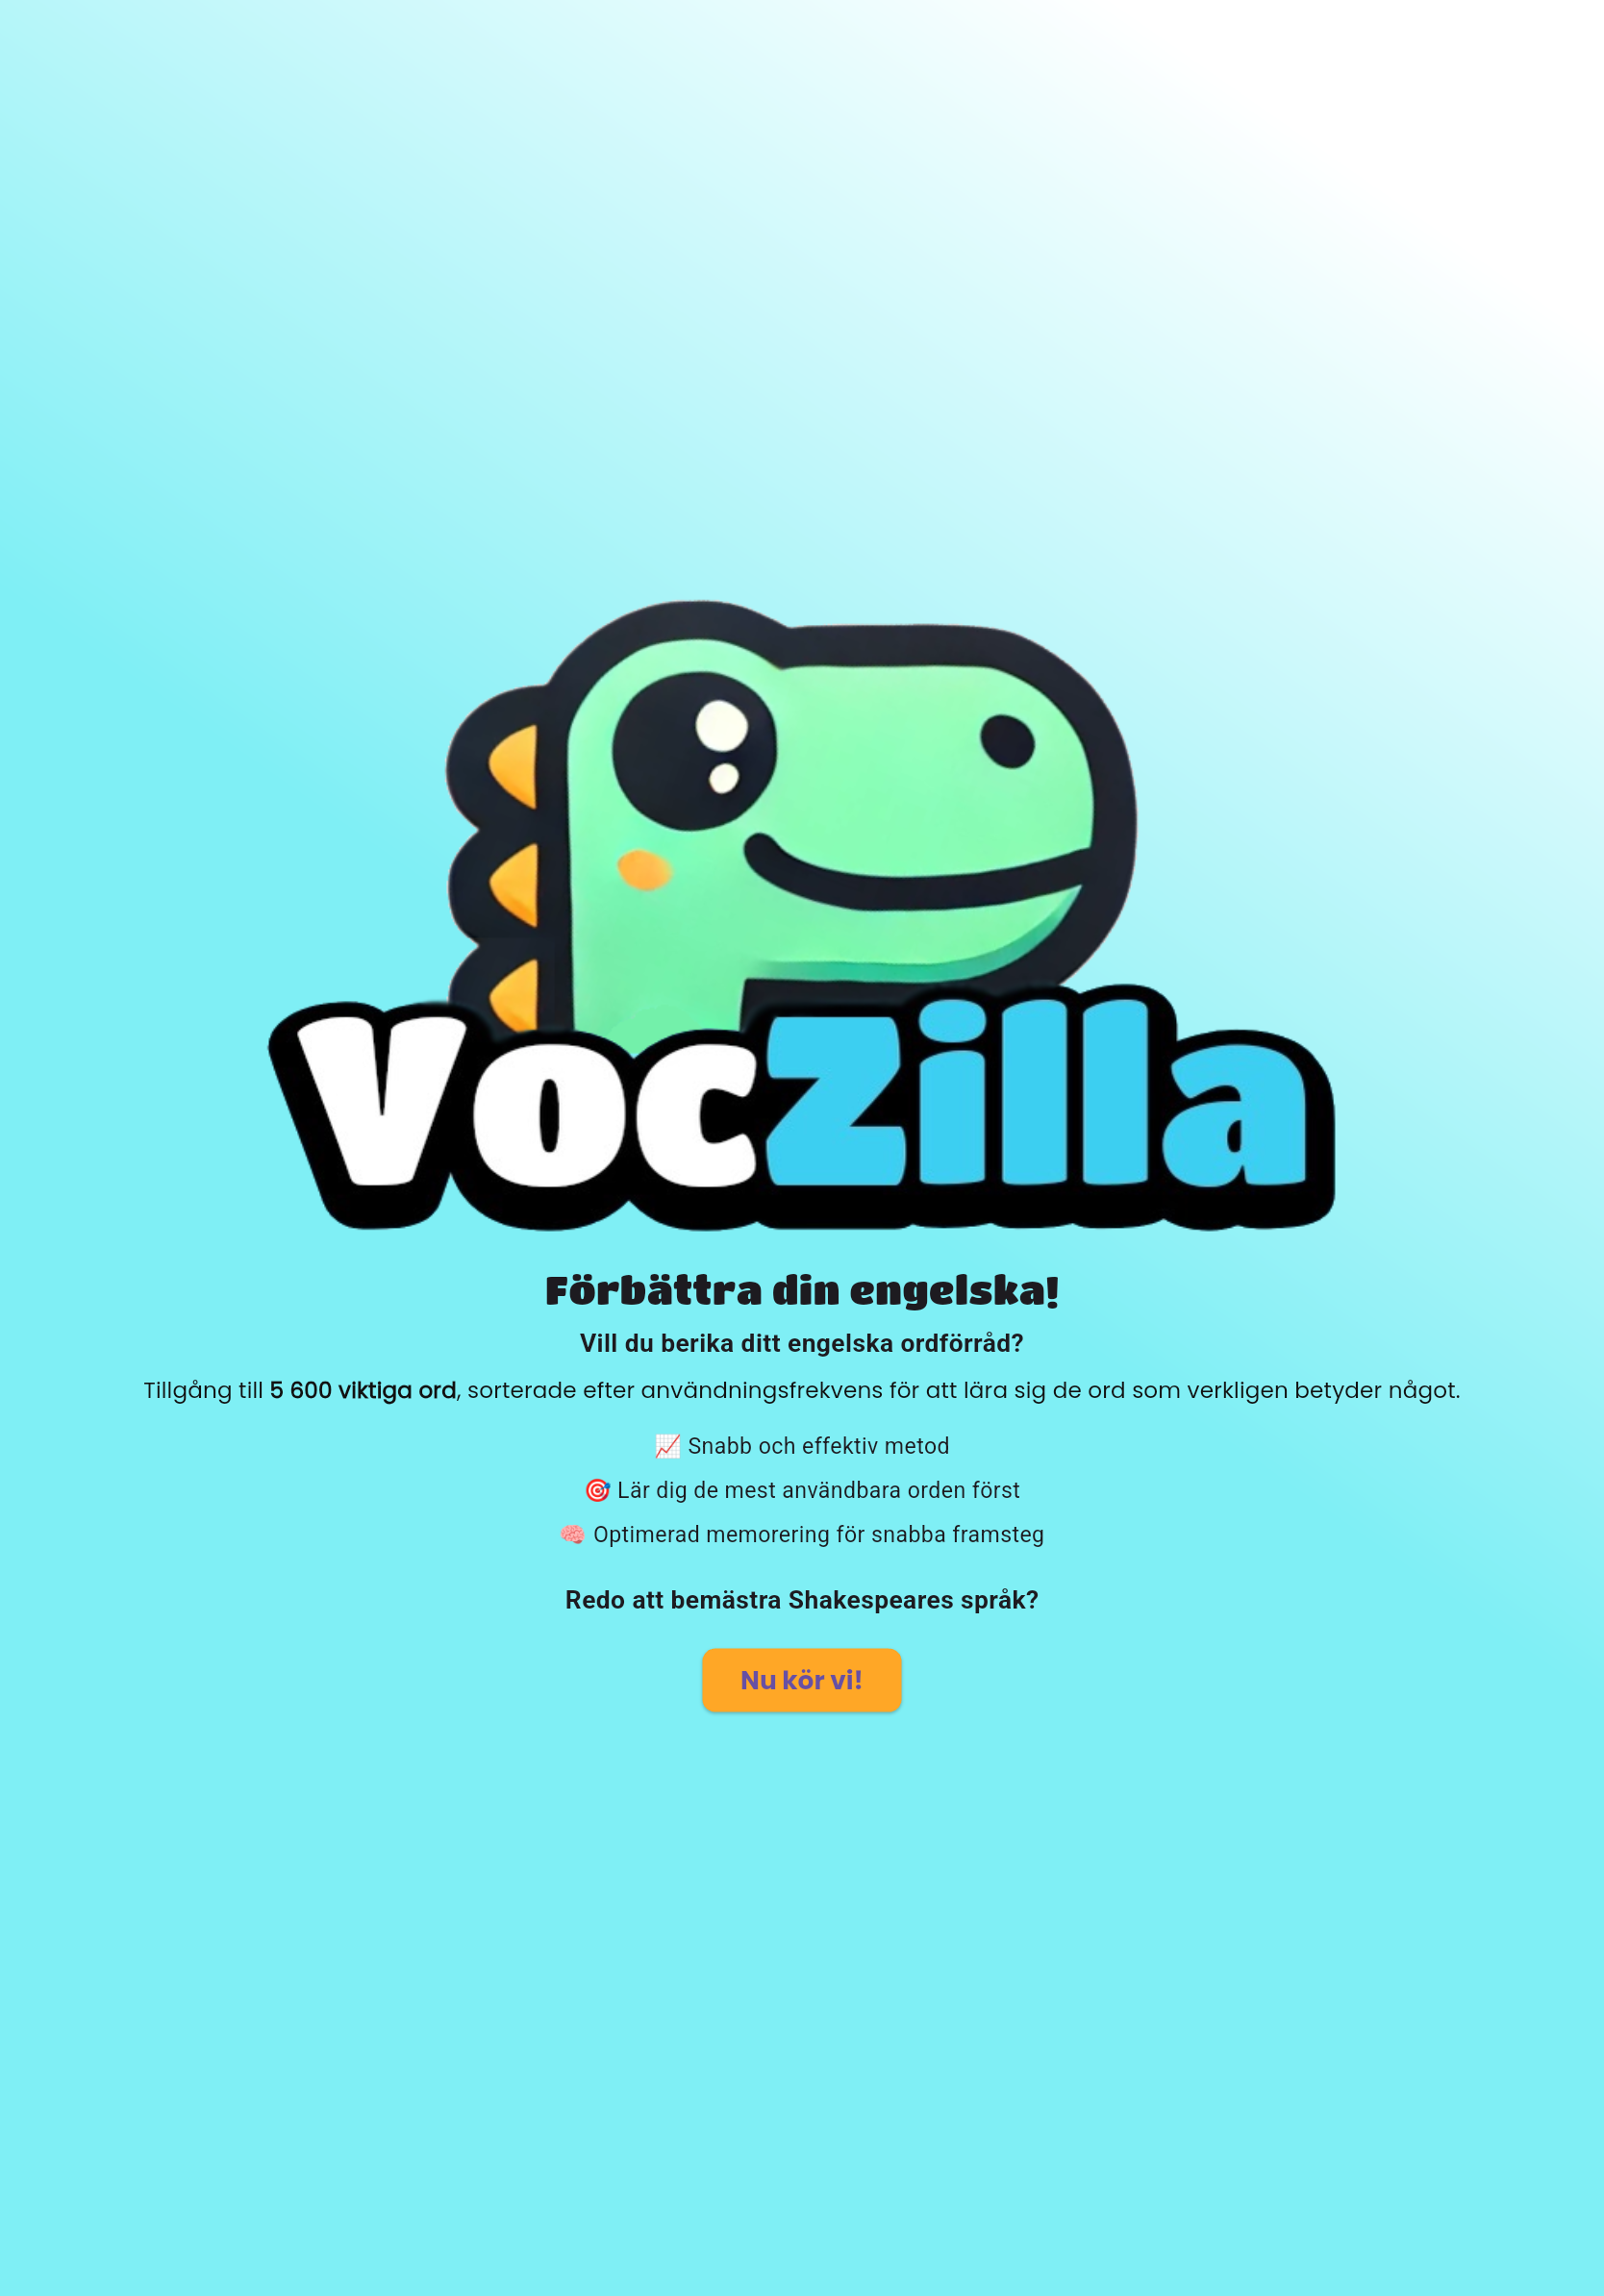 VocZilla
Förbättra din engelska!
Vill du berika ditt engelska ordförråd?
Tillgång till 5 600 viktiga ord, sorterade efter användningsfrekvens för att lära sig de ord som verkligen betyder något.
📈 Snabb och effektiv metod
🎯 Lär dig de mest användbara orden först
🧠 Optimerad memorering för snabba framsteg
Redo att bemästra Shakespeares språk?
Nu kör vi!